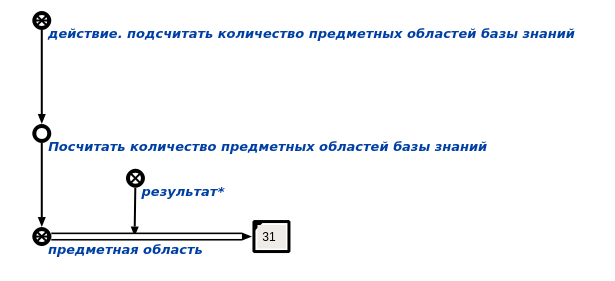 действие. подсчитать количество предметных областей базы знаний
Посчитать количество предметных областей базы знаний
результат*
31
предметная область